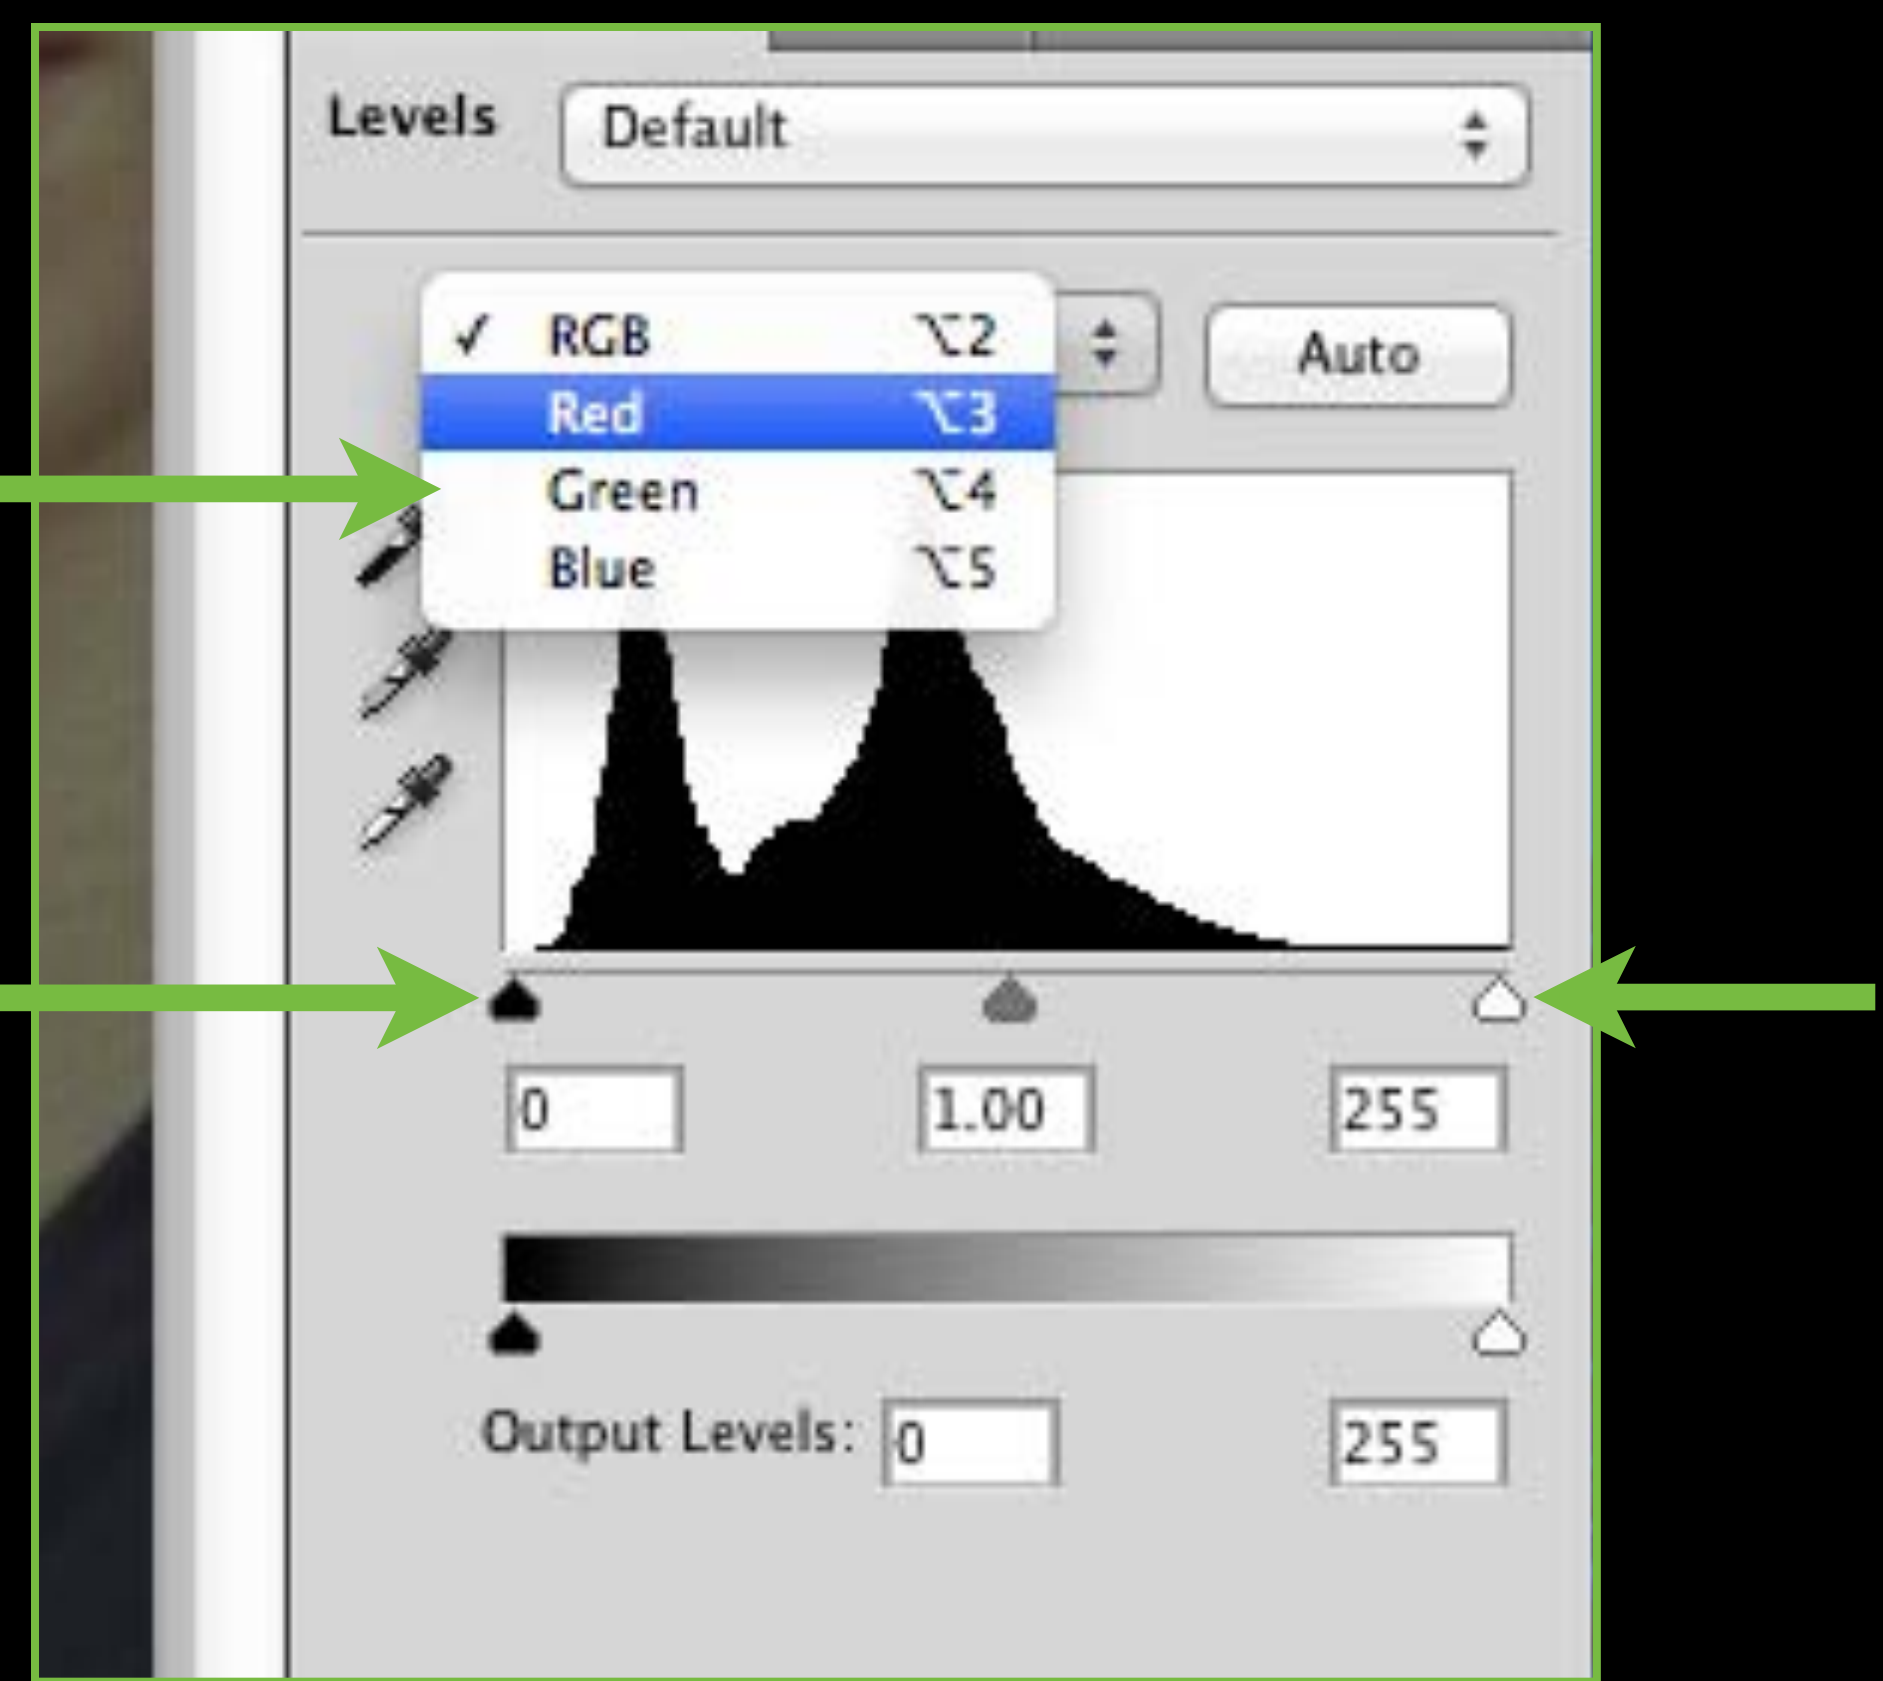 Levels Default
✓ RGB ⌥2
Auto
Red ⌥3
Green ⌥4
Blue ⌥5
0 1.00 255
Output Levels: 0 255